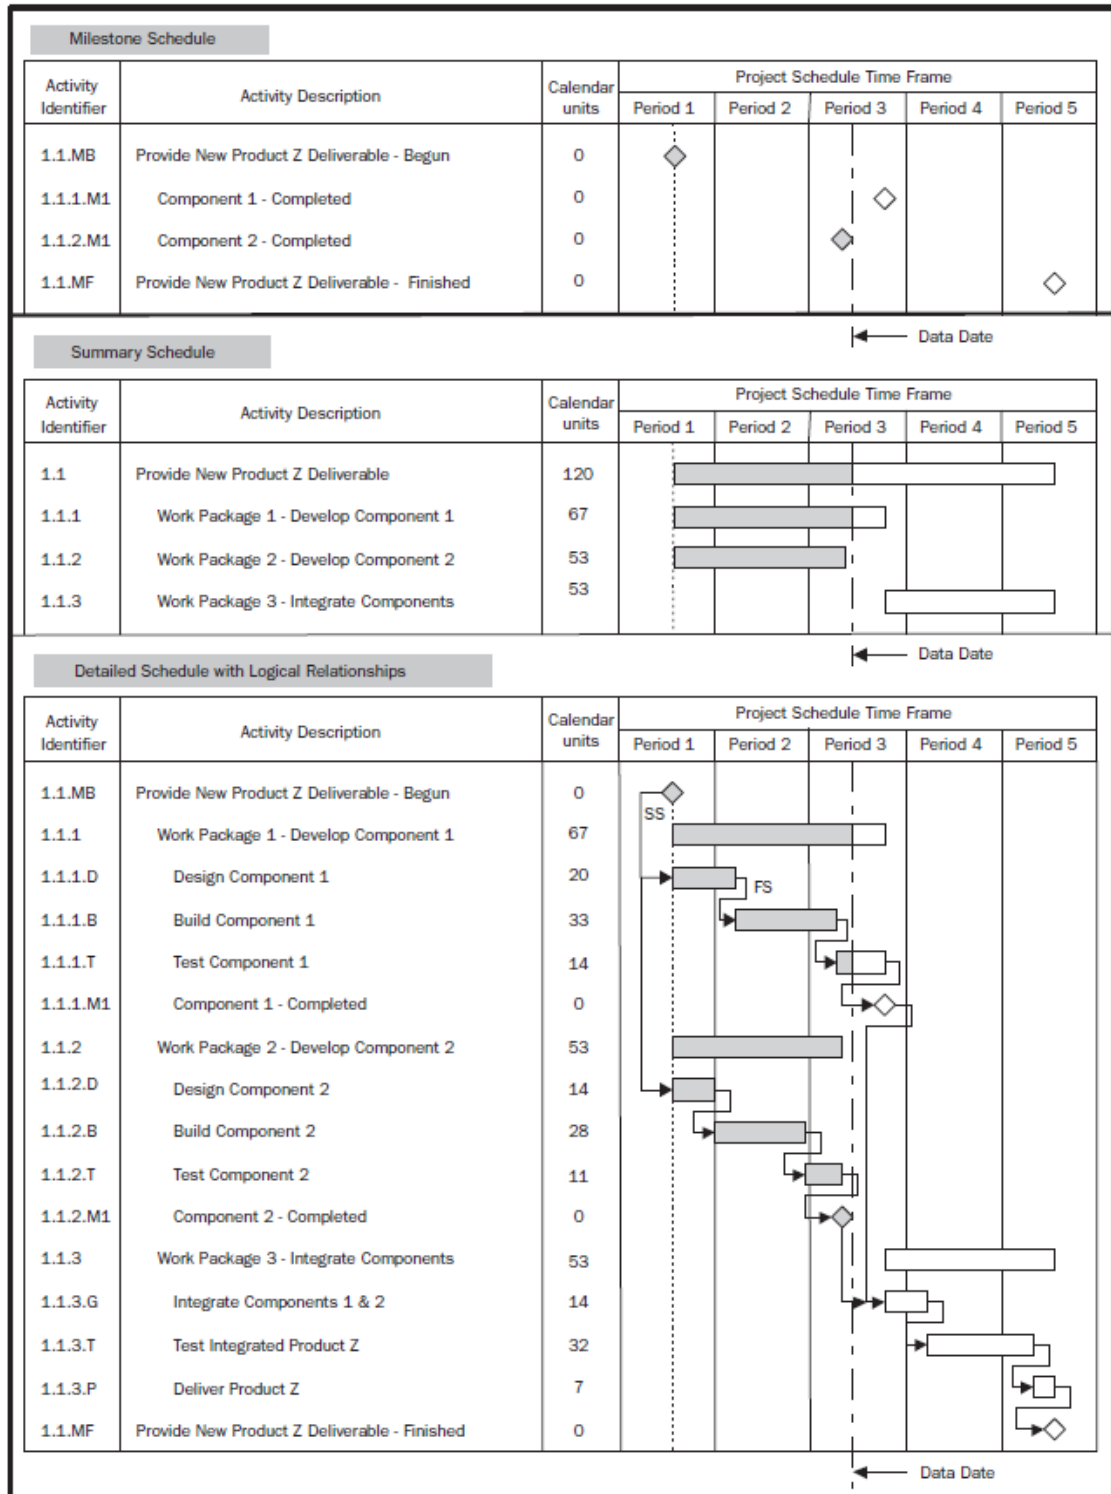 Milestone Schedule
Activity Identifier Activity Description Calendar units Project Schedule Time Frame
Period 1 Period 2 Period 3 Period 4 Period 5
1.1.MB Provide New Product Z Deliverable - Begun 0
1.1.1.M1 Component 1 - Completed 0
1.1.2.M1 Component 2 - Completed 0
1.1.MF Provide New Product Z Deliverable - Finished 0
Data Date
Summary Schedule
Activity Identifier Activity Description Calendar units Project Schedule Time Frame
Period 1 Period 2 Period 3 Period 4 Period 5
1.1 Provide New Product Z Deliverable 120
1.1.1 Work Package 1 - Develop Component 1 67
1.1.2 Work Package 2 - Develop Component 2 53
1.1.3 Work Package 3 - Integrate Components 53
Data Date
Detailed Schedule with Logical Relationships
Activity Identifier Activity Description Calendar units Project Schedule Time Frame
Period 1 Period 2 Period 3 Period 4 Period 5
1.1.MB Provide New Product Z Deliverable - Begun 0
SS
1.1.1 Work Package 1 - Develop Component 1 67
1.1.1.D Design Component 1 20
FS
1.1.1.B Build Component 1 33
1.1.1.T Test Component 1 14
1.1.1.M1 Component 1 - Completed 0
1.1.2 Work Package 2 - Develop Component 2 53
1.1.2.D Design Component 2 14
1.1.2.B Build Component 2 28
1.1.2.T Test Component 2 11
1.1.2.M1 Component 2 - Completed 0
1.1.3 Work Package 3 - Integrate Components 53
1.1.3.G Integrate Components 1 & 2 14
1.1.3.T Test Integrated Product Z 32
1.1.3.P Deliver Product Z 7
1.1.MF Provide New Product Z Deliverable - Finished 0
Data Date